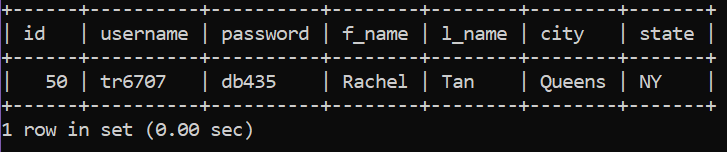 +------+----------+----------+--------+--------+--------+-------+
| id   | username | password | f_name | l_name | city   | state |
+------+----------+----------+--------+--------+--------+-------+
|   50 | tr6707   | db435    | Rachel | Tan    | Queens | NY    |
+------+----------+----------+--------+--------+--------+-------+
1 row in set (0.00 sec)